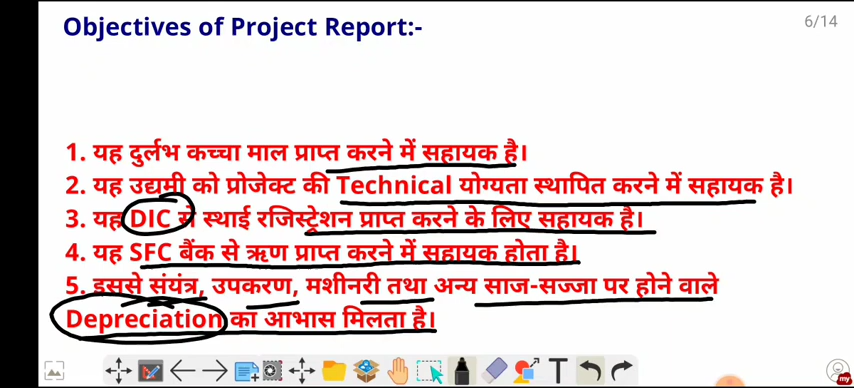 Objectives of Project Report:-
6/14
1. यह दुर्लभ कच्चा माल प्राप्त करने में सहायक है।
2. यह उद्यमी को प्रोजेक्ट की Technical योग्यता स्थापित करने में सहायक है।
3. यह DIC से स्थाई रजिस्ट्रेशन प्राप्त करने के लिए सहायक है।
4. यह SFC बैंक से ऋण प्राप्त करने में सहायक होता है।
5. इससे संयंत्र, उपकरण, मशीनरी तथा अन्य साज-सज्जा पर होने वाले
Depreciation का आभास मिलता है।
T
my